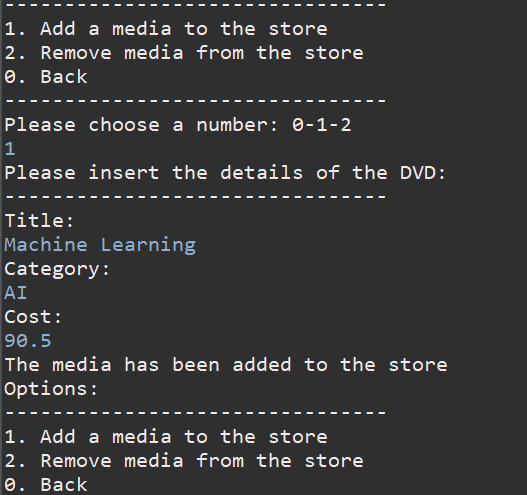 --------------------------------
1. Add a media to the store
2. Remove media from the store
0. Back
--------------------------------
Please choose a number: 0-1-2
1
Please insert the details of the DVD:
--------------------------------
Title:
Machine Learning
Category:
AI
Cost:
90.5
The media has been added to the store
Options:
--------------------------------
1. Add a media to the store
2. Remove media from the store
0. Back